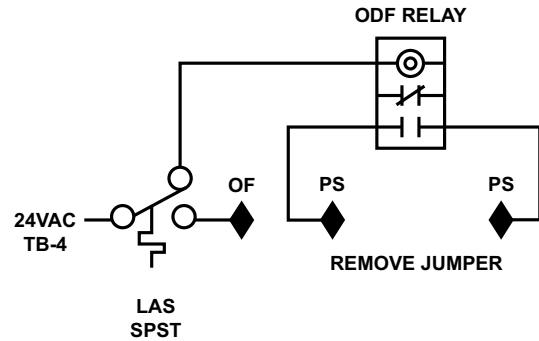 ODF RELAY
OF
PS
PS
24VAC
TB-4
REMOVE JUMPER
LAS
SPST